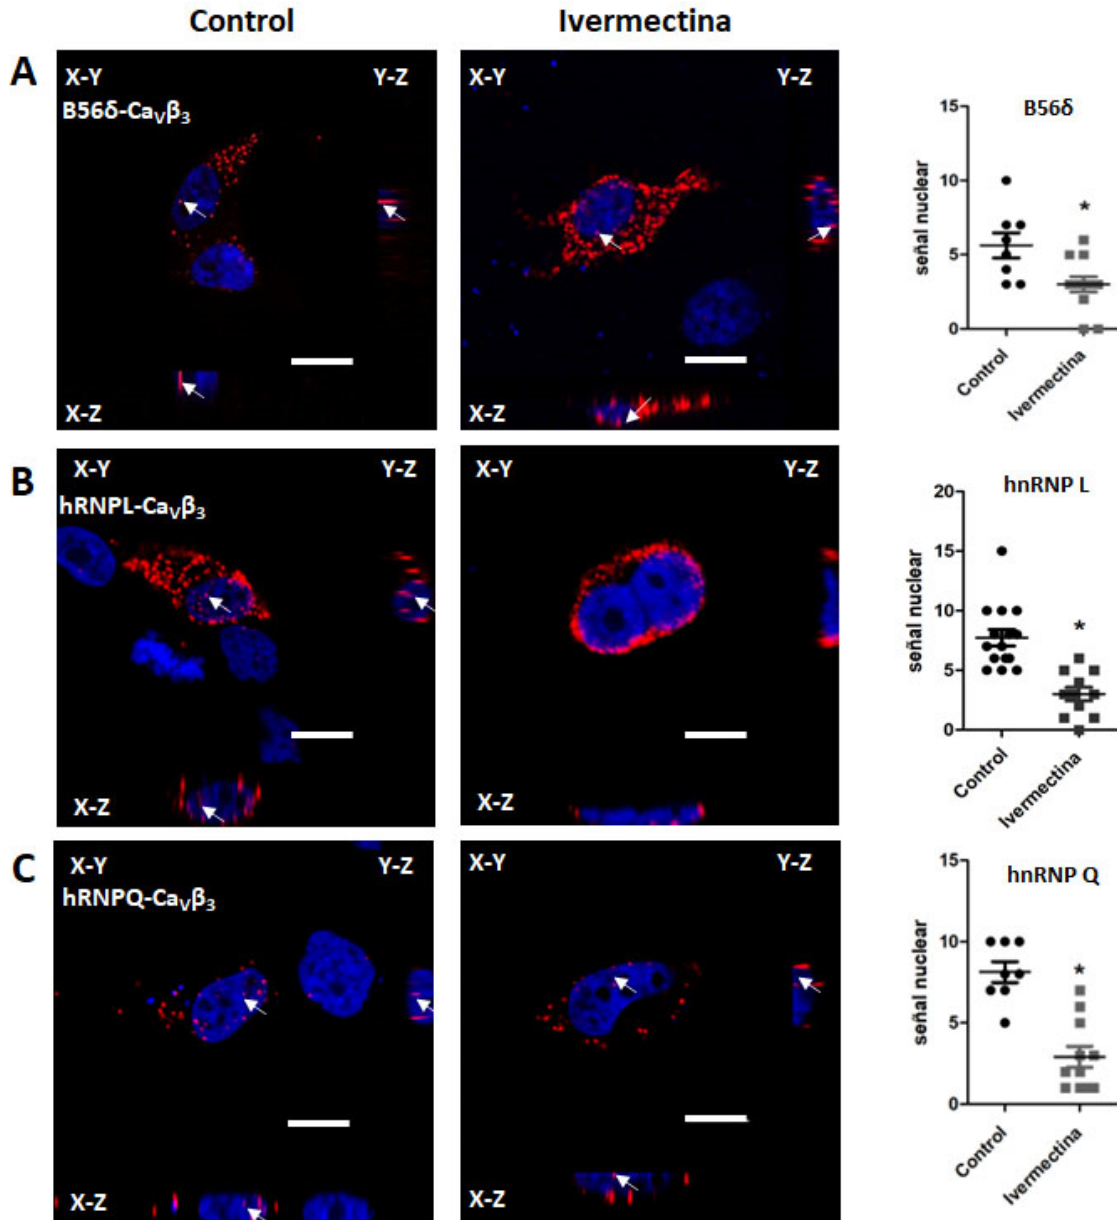 Control
Ivermectina
A
X-Y
Y-Z
B56δ-CaVβ3
X-Z
X-Y
Y-Z
X-Z
B56δ
señal nuclear
15
10
5
0
*
Control
Ivermectina
B
X-Y
Y-Z
hRNPL-CaVβ3
X-Z
X-Y
Y-Z
X-Z
hnRNP L
señal nuclear
20
15
10
5
0
*
Control
Ivermectina
C
X-Y
Y-Z
hRNPQ-CaVβ3
X-Z
X-Y
Y-Z
X-Z
hnRNP Q
señal nuclear
15
10
5
0
*
Control
Ivermectina